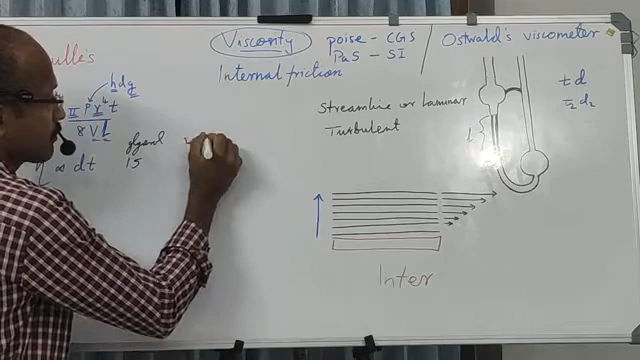 Viscosity
poise - CGS
PaS - SI
Internal friction
Ostwald's viscometer
hdg
π P r⁴ t
8 V l
η ∝ dt
glycerol
15
Streamline or Laminar
Turbulent
l
t d
t₂ d₂
Inter